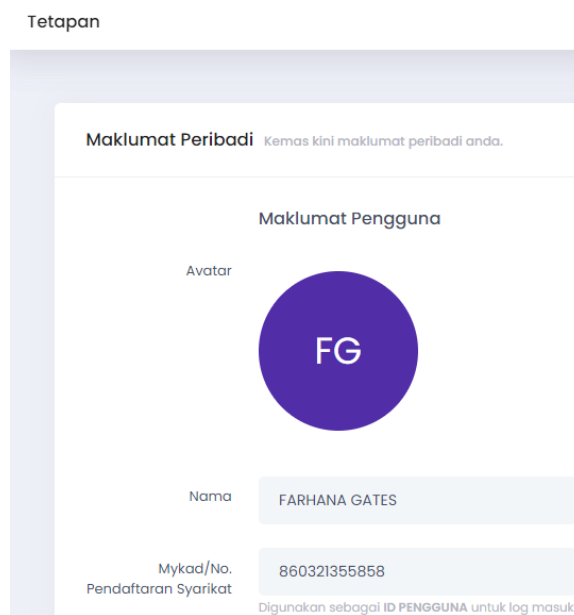 Tetapan
Maklumat Peribadi Kemas kini maklumat peribadi anda.
Maklumat Pengguna
Avatar
FG
Nama
FARHANA GATES
Mykad/No.
Pendaftaran Syarikat
860321355858
Digunakan sebagai ID PENGGUNA untuk log masuk